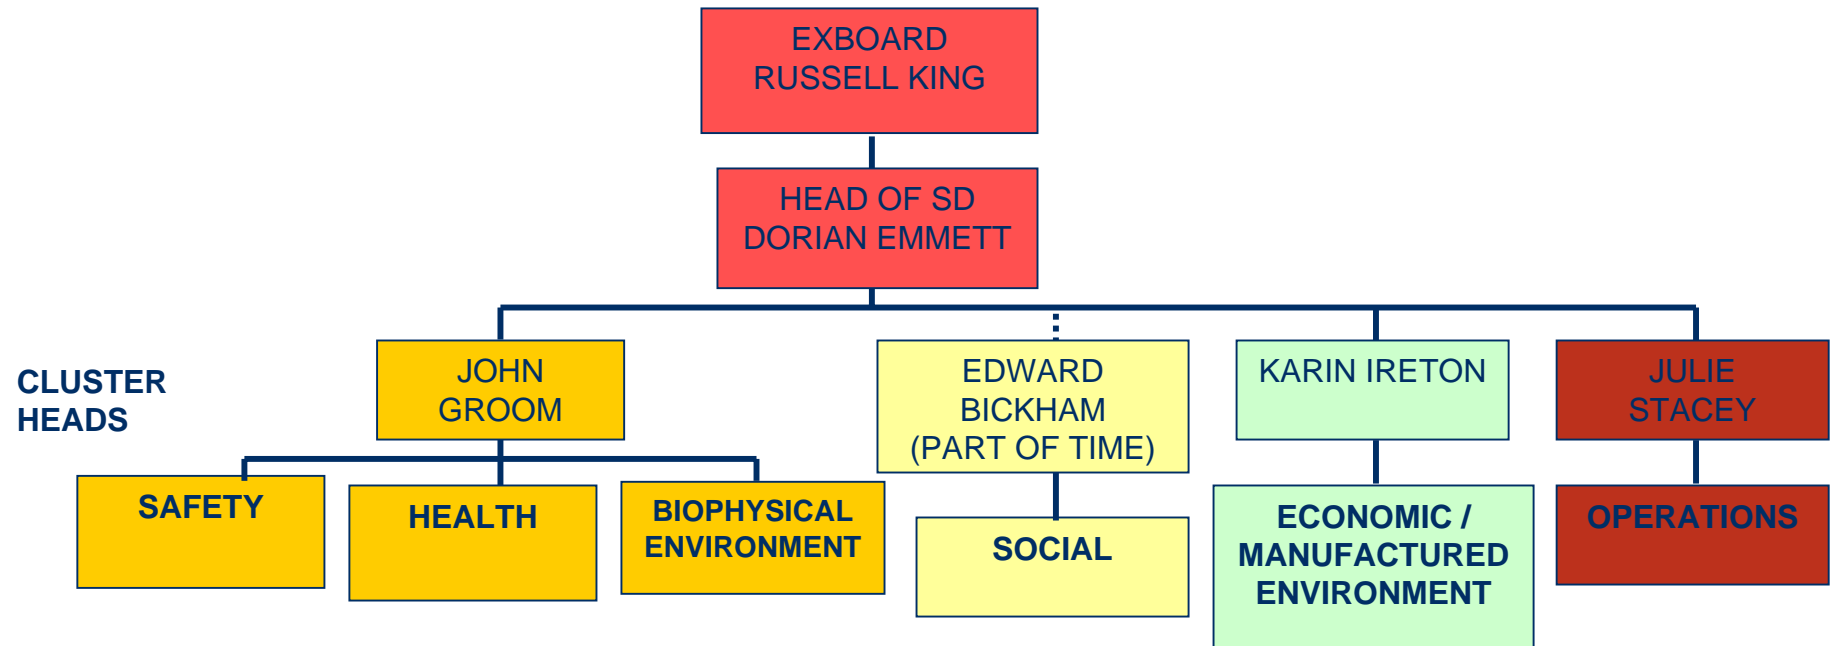 EXBOARD
RUSSELL KING
HEAD OF SD
DORIAN EMMETT
CLUSTER
HEADS
JOHN
GROOM
EDWARD
BICKHAM
(PART OF TIME)
KARIN IRETON
JULIE
STACEY
SAFETY
HEALTH
BIOPHYSICAL
ENVIRONMENT
SOCIAL
ECONOMIC /
MANUFACTURED
ENVIRONMENT
OPERATIONS